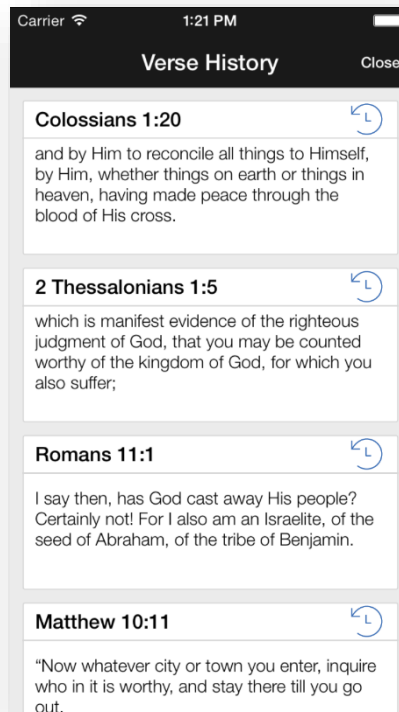 Carrier 1:21 PM
Verse History Close
Colossians 1:20
and by Him to reconcile all things to Himself,
by Him, whether things on earth or things in
heaven, having made peace through the
blood of His cross.
2 Thessalonians 1:5
which is manifest evidence of the righteous
judgment of God, that you may be counted
worthy of the kingdom of God, for which you
also suffer;
Romans 11:1
I say then, has God cast away His people?
Certainly not! For I also am an Israelite, of the
seed of Abraham, of the tribe of Benjamin.
Matthew 10:11
“Now whatever city or town you enter, inquire
who in it is worthy, and stay there till you go
out.